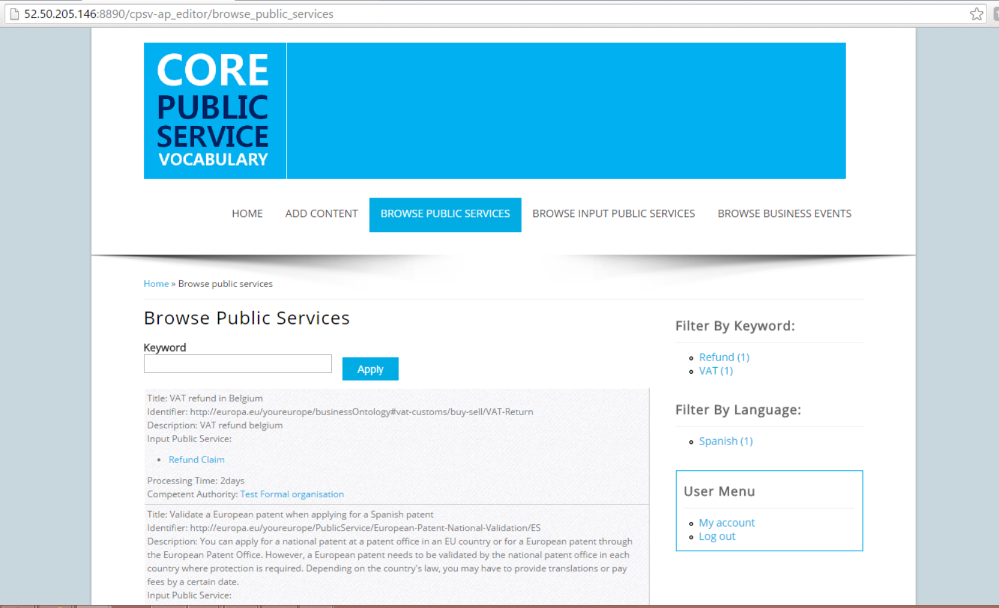 52.50.205.146:8890/cpsv-ap_editor/browse_public_services
CORE
PUBLIC
SERVICE
VOCABULARY
HOME ADD CONTENT BROWSE PUBLIC SERVICES BROWSE INPUT PUBLIC SERVICES BROWSE BUSINESS EVENTS
Home » Browse public services
Browse Public Services
Keyword
Apply
Title: VAT refund in Belgium
Identifier: http://europa.eu/youreurope/businessOntology#vat-customs/buy-sell/VAT-Return
Description: VAT refund belgium
Input Public Service:
• Refund Claim
Processing Time: 2days
Competent Authority: Test Formal organisation
Title: Validate a European patent when applying for a Spanish patent
Identifier: http://europa.eu/youreurope/PublicService/European-Patent-National-Validation/ES
Description: You can apply for a national patent at a patent office in an EU country or for a European patent through
the European Patent Office. However, a European patent needs to be validated by the national patent office in each
country where protection is required. Depending on the country's law, you may have to provide translations or pay
fees by a certain date.
Input Public Service:
Filter By Keyword:
Refund (1)
VAT (1)
Filter By Language:
Spanish (1)
User Menu
My account
Log out